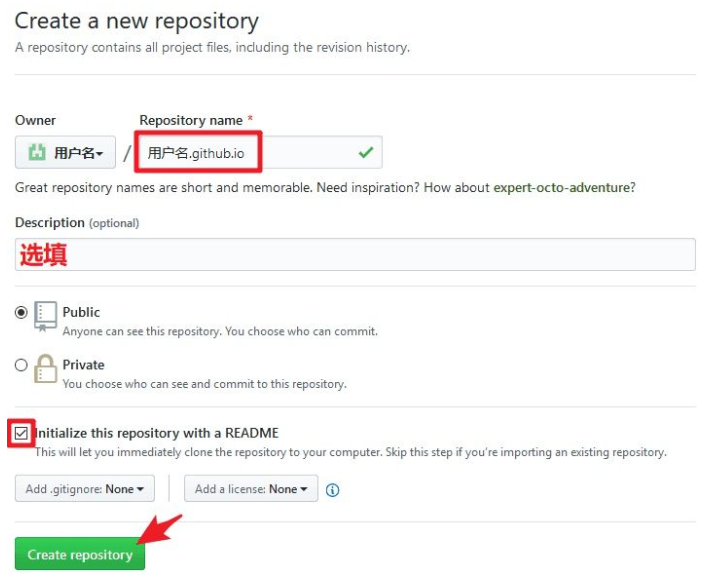 Create a new repository
A repository contains all project files, including the revision history.
Owner
Repository name *
用户名
/
用户名.github.io
Great repository names are short and memorable. Need inspiration? How about expert-octo-adventure?
Description (optional)
选填
Public
Anyone can see this repository. You choose who can commit.
Private
You choose who can see and commit to this repository.
Initialize this repository with a README
This will let you immediately clone the repository to your computer. Skip this step if you're importing an existing repository.
Add .gitignore: None
Add a license: None
Create repository